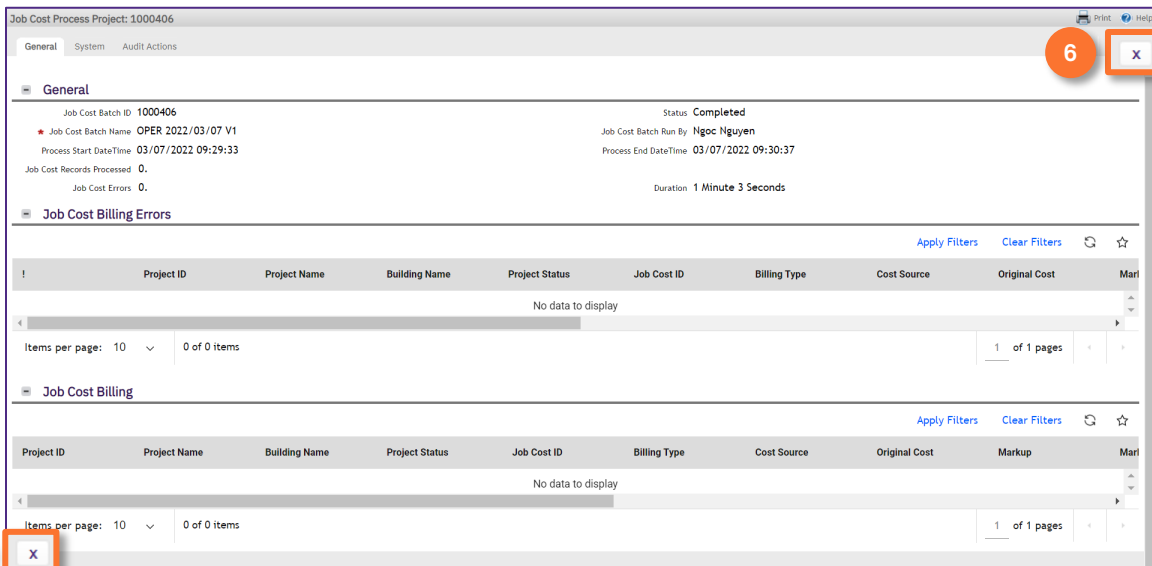 Job Cost Process Project: 1000406 Print Help
General System Audit Actions
6 X
General
Job Cost Batch ID 1000406 Status Completed
* Job Cost Batch Name OPER 2022/03/07 V1 Job Cost Batch Run By Ngoc Nguyen
Process Start DateTime 03/07/2022 09:29:33 Process End DateTime 03/07/2022 09:30:37
Job Cost Records Processed 0.
Job Cost Errors 0. Duration 1 Minute 3 Seconds
Job Cost Billing Errors
Apply Filters Clear Filters
! Project ID Project Name Building Name Project Status Job Cost ID Billing Type Cost Source Original Cost Mar
No data to display
Items per page: 10 0 of 0 items 1 of 1 pages
Job Cost Billing
Apply Filters Clear Filters
Project ID Project Name Building Name Project Status Job Cost ID Billing Type Cost Source Original Cost Markup Mar
No data to display
Items per page: 10 0 of 0 items 1 of 1 pages
X